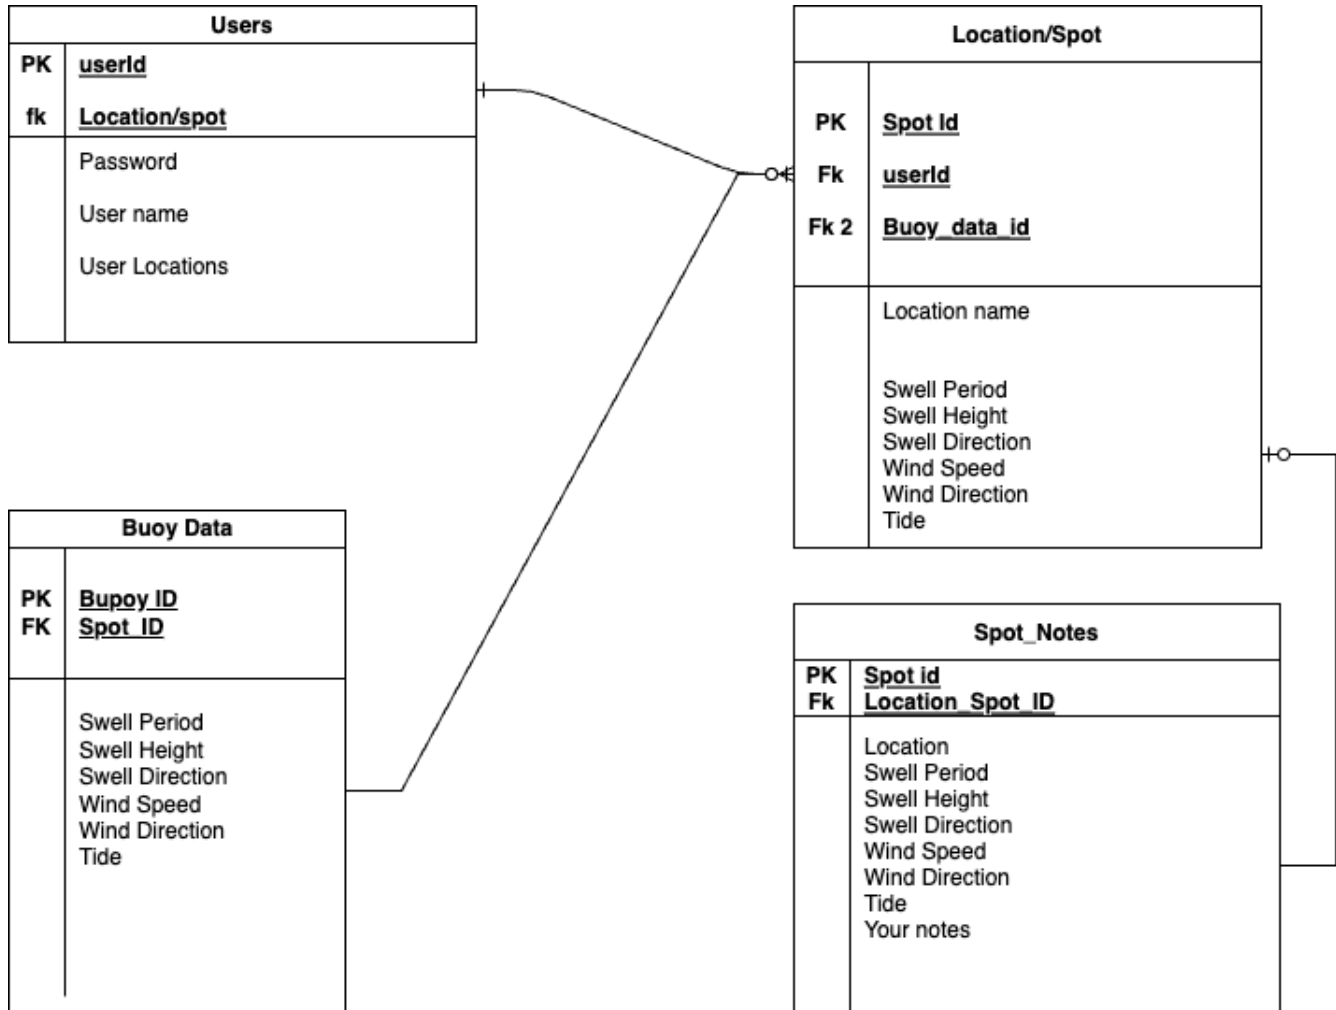 Users
PK userId
fk Location/spot
Password
User name
User Locations
Location/Spot
PK Spot Id
Fk userId
Fk 2 Buoy_data_id
Location name
Swell Period
Swell Height
Swell Direction
Wind Speed
Wind Direction
Tide
Buoy Data
PK Bupoy ID
FK Spot_ID
Swell Period
Swell Height
Swell Direction
Wind Speed
Wind Direction
Tide
Spot_Notes
PK Spot id
Fk Location_Spot_ID
Location
Swell Period
Swell Height
Swell Direction
Wind Speed
Wind Direction
Tide
Your notes